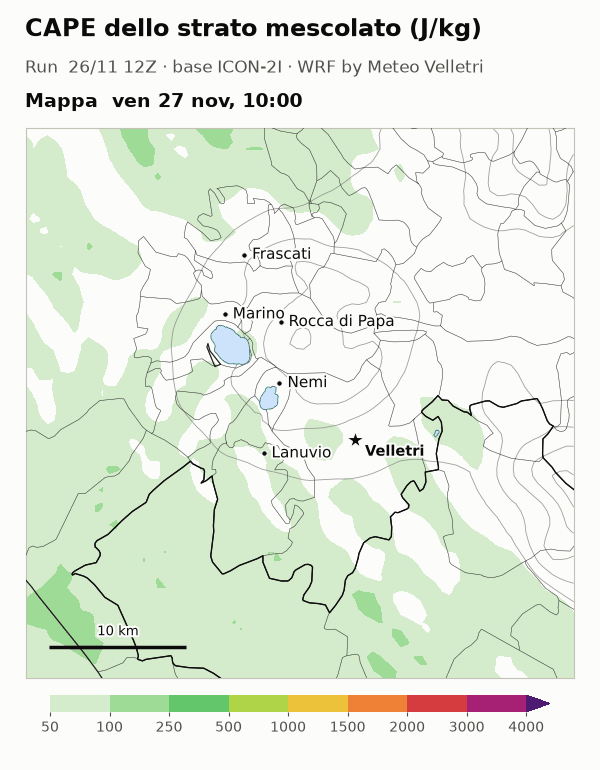 CAPE dello strato mescolato (J/kg)
Run  26/11 12Z · base ICON-2I · WRF by Meteo Velletri
Mappa  ven 27 nov, 10:00
Frascati
Marino
Rocca di Papa
Nemi
Velletri
Lanuvio
10 km
50 100 250 500 1000 1500 2000 3000 4000